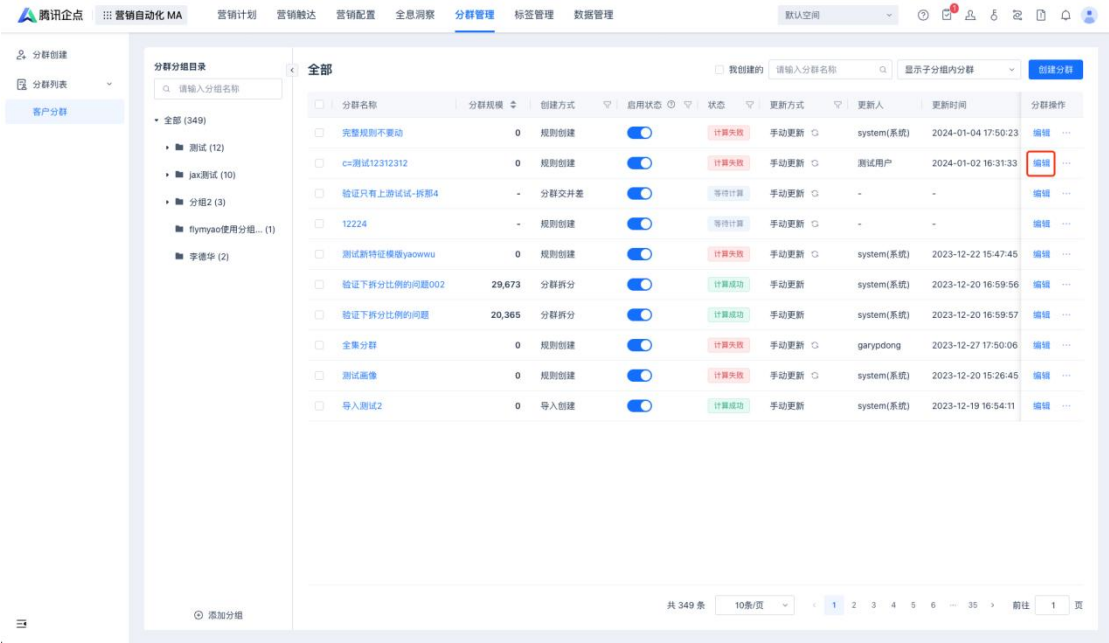 腾讯企点 营销自动化 MA 营销计划 营销触达 营销配置 全息洞察 分群管理 标签管理 数据管理 默认空间 1
分群创建
分群列表
客户分群
分群分组目录
请输入分组名称
全部 (349)
测试 (12)
jax测试 (10)
分组2 (3)
flymyao使用分组... (1)
李德华 (2)
添加分组
全部 我创建的 请输入分群名称 显示子分组内分群 创建分群
分群名称 分群规模 创建方式 启用状态 状态 更新方式 更新人 更新时间 分群操作
完整规则不要动 0 规则创建 计算失败 手动更新 system(系统) 2024-01-04 17:50:23 编辑 ...
c=测试12312312 0 规则创建 计算失败 手动更新 测试用户 2024-01-02 16:31:33 编辑 ...
验证只有上游试试-拆那4 - 分群交并差 等待计算 手动更新 - - 编辑 ...
12224 - 规则创建 等待计算 手动更新 - - 编辑 ...
测试新特征模版yaowwu 0 规则创建 计算失败 手动更新 system(系统) 2023-12-22 15:47:45 编辑 ...
验证下拆分比例的问题002 29,673 分群拆分 计算成功 手动更新 system(系统) 2023-12-20 16:59:56 编辑 ...
验证下拆分比例的问题 20,365 分群拆分 计算成功 手动更新 system(系统) 2023-12-20 16:59:57 编辑 ...
全集分群 0 规则创建 计算失败 手动更新 garypdong 2023-12-27 17:50:06 编辑 ...
测试画像 0 规则创建 计算失败 手动更新 system(系统) 2023-12-20 15:26:45 编辑 ...
导入测试2 0 导入创建 计算成功 手动更新 system(系统) 2023-12-19 16:54:11 编辑 ...
共 349 条 10条/页 1 2 3 4 5 6 ... 35 前往 1 页